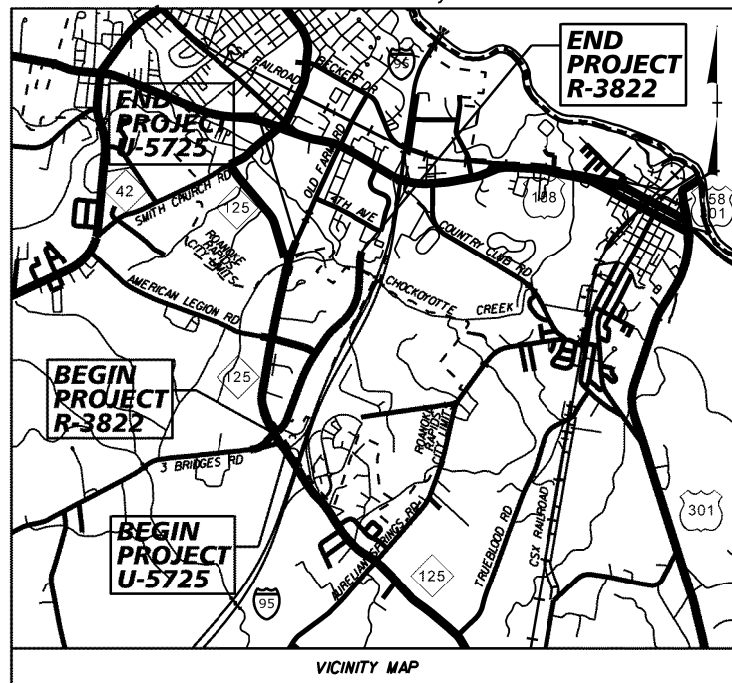 END
PROJECT
R-3822
95
CSX RAILROAD
BECKER DR
END
PROJECT
U-5725
OLD FARM RD
42
SMITH CHURCH RD
125
4TH AVE
158
158
301
ROANOKE
RAPIDS
CITY LIMITS
COUNTRY CLUB RD
AMERICAN LEGION RD
CHOCKOYOTTE CREEK
BEGIN
PROJECT
R-3822
125
ROANOKE
RAPIDS
CITY LIMITS
3 BRIDGES RD
BEGIN
PROJECT
U-5725
AURELIAN SPRINGS RD
TRUEBLOOD RD
CSX RAILROAD
301
125
95
VICINITY MAP